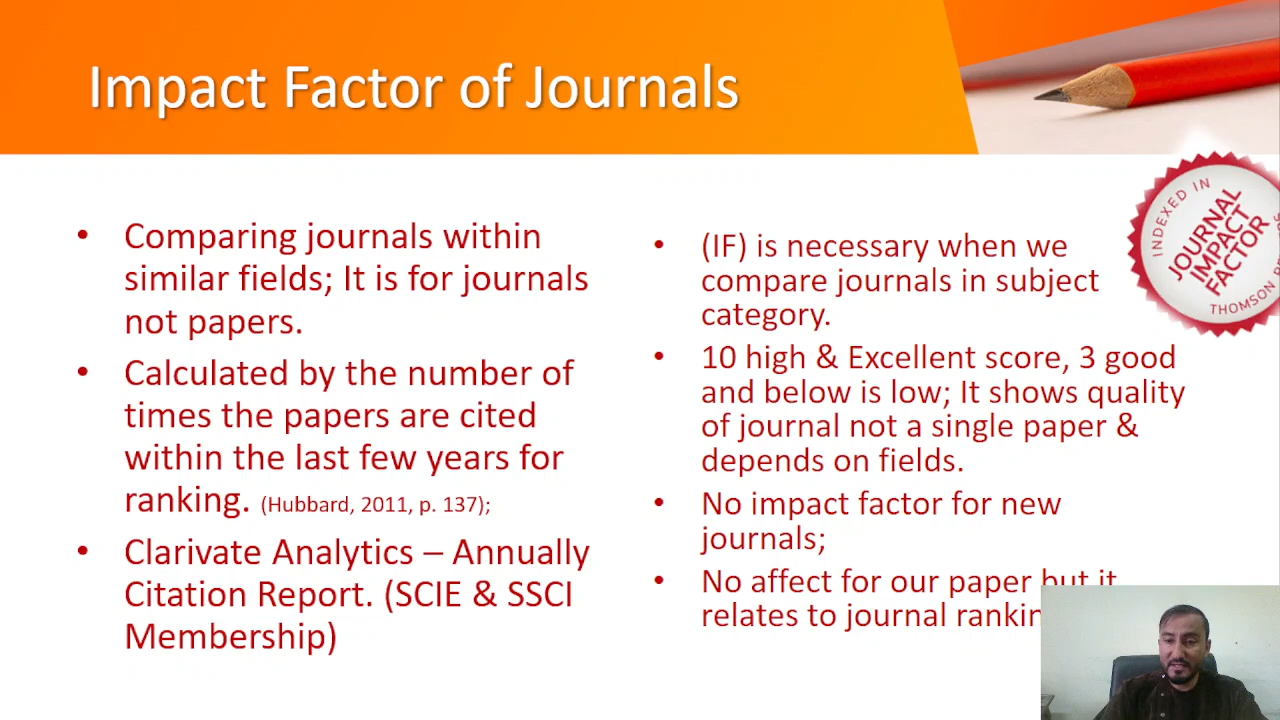 Impact Factor of Journals
• Comparing journals within
similar fields; It is for journals
not papers.
• Calculated by the number of
times the papers are cited
within the last few years for
ranking. (Hubbard, 2011, p. 137);
• Clarivate Analytics – Annually
Citation Report. (SCIE & SSCI
Membership)
• (IF) is necessary when we
compare journals in subject
category.
• 10 high & Excellent score, 3 good
and below is low; It shows quality
of journal not a single paper &
depends on fields.
• No impact factor for new
journals;
• No affect for our paper but it
relates to journal
INDEXED IN
JOURNAL
IMPACT
FACTOR
THOMSON